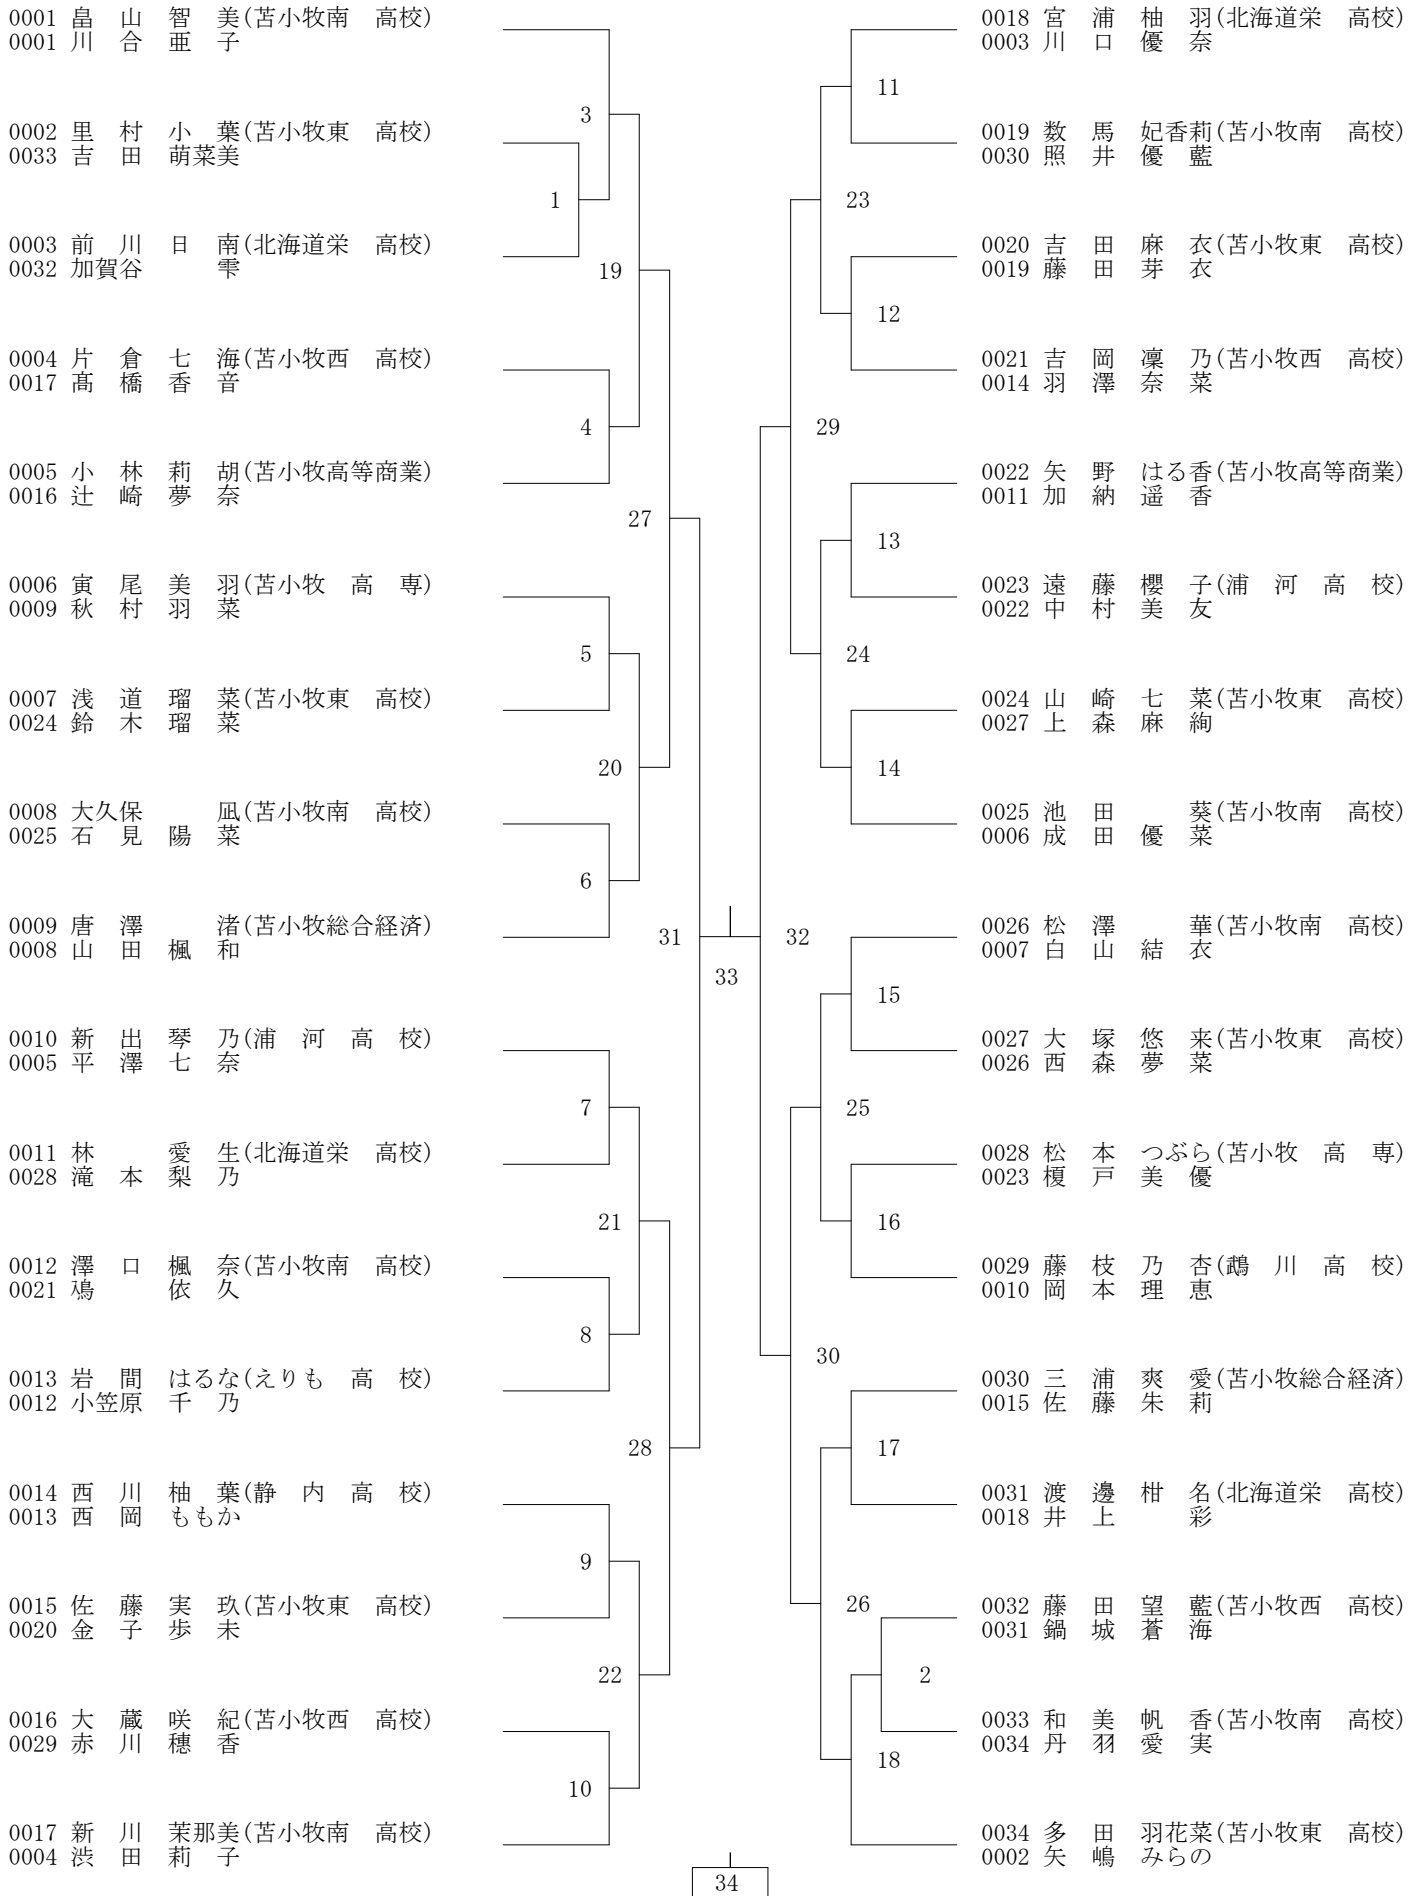 0001 畠　山　智　美(苫小牧南　高校)
0001 川　合　亜　子
3
0002 里　村　小　葉(苫小牧東　高校)
0033 吉　田　萌菜美
1
0003 前　川　日　南(北海道栄　高校)
0032 加賀谷　　　雫
19
0004 片　倉　七　海(苫小牧西　高校)
0017 髙　橋　香　音
4
0005 小　林　莉　胡(苫小牧高等商業)
0016 辻　崎　夢　奈
27
0006 寅　尾　美　羽(苫小牧　高　専)
0009 秋　村　羽　菜
5
0007 浅　道　瑠　菜(苫小牧東　高校)
0024 鈴　木　瑠　菜
20
0008 大久保　　　凪(苫小牧南　高校)
0025 石　見　陽　菜
6
0009 唐　澤　　　渚(苫小牧総合経済)
0008 山　田　楓　和
31
33
0010 新　出　琴　乃(浦　河　高　校)
0005 平　澤　七　奈
7
0011 林　　　愛　生(北海道栄　高校)
0028 滝　本　梨　乃
21
0012 澤　口　楓　奈(苫小牧南　高校)
0021 鳰　　　依　久
8
0013 岩　間　はるな(えりも　高　校)
0012 小笠原　千　乃
28
0014 西　川　柚　葉(静　内　高　校)
0013 西　岡　ももか
9
0015 佐　藤　実　玖(苫小牧東　高校)
0020 金　子　歩　未
22
0016 大　蔵　咲　紀(苫小牧西　高校)
0029 赤　川　穂　香
10
0017 新　川　茉那美(苫小牧南　高校)
0004 渋　田　莉　子
34
0018 宮　浦　柚　羽(北海道栄　高校)
0003 川　口　優　奈
11
0019 数　馬　妃香莉(苫小牧南　高校)
0030 照　井　優　藍
23
0020 吉　田　麻　衣(苫小牧東　高校)
0019 藤　田　芽　衣
12
0021 吉　岡　凜　乃(苫小牧西　高校)
0014 羽　澤　奈　菜
29
0022 矢　野　はる香(苫小牧高等商業)
0011 加　納　遥　香
13
0023 遠　藤　櫻　子(浦　河　高　校)
0022 中　村　美　友
24
0024 山　崎　七　菜(苫小牧東　高校)
0027 上　森　麻　絢
14
0025 池　田　　　葵(苫小牧南　高校)
0006 成　田　優　菜
32
0026 松　澤　　　華(苫小牧南　高校)
0007 白　山　結　衣
15
0027 大　塚　悠　来(苫小牧東　高校)
0026 西　森　夢　菜
25
0028 松　本　つぶら(苫小牧　高　専)
0023 榎　戸　美　優
16
0029 藤　枝　乃　杏(鵡　川　高　校)
0010 岡　本　理　恵
30
0030 三　浦　爽　愛(苫小牧総合経済)
0015 佐　藤　朱　莉
17
0031 渡　邊　柑　名(北海道栄　高校)
0018 井　上　　　彩
26
0032 藤　田　望　藍(苫小牧西　高校)
0031 鍋　城　蒼　海
2
0033 和　美　帆　香(苫小牧南　高校)
0034 丹　羽　愛　実
18
0034 多　田　羽花菜(苫小牧東　高校)
0002 矢　嶋　みらの